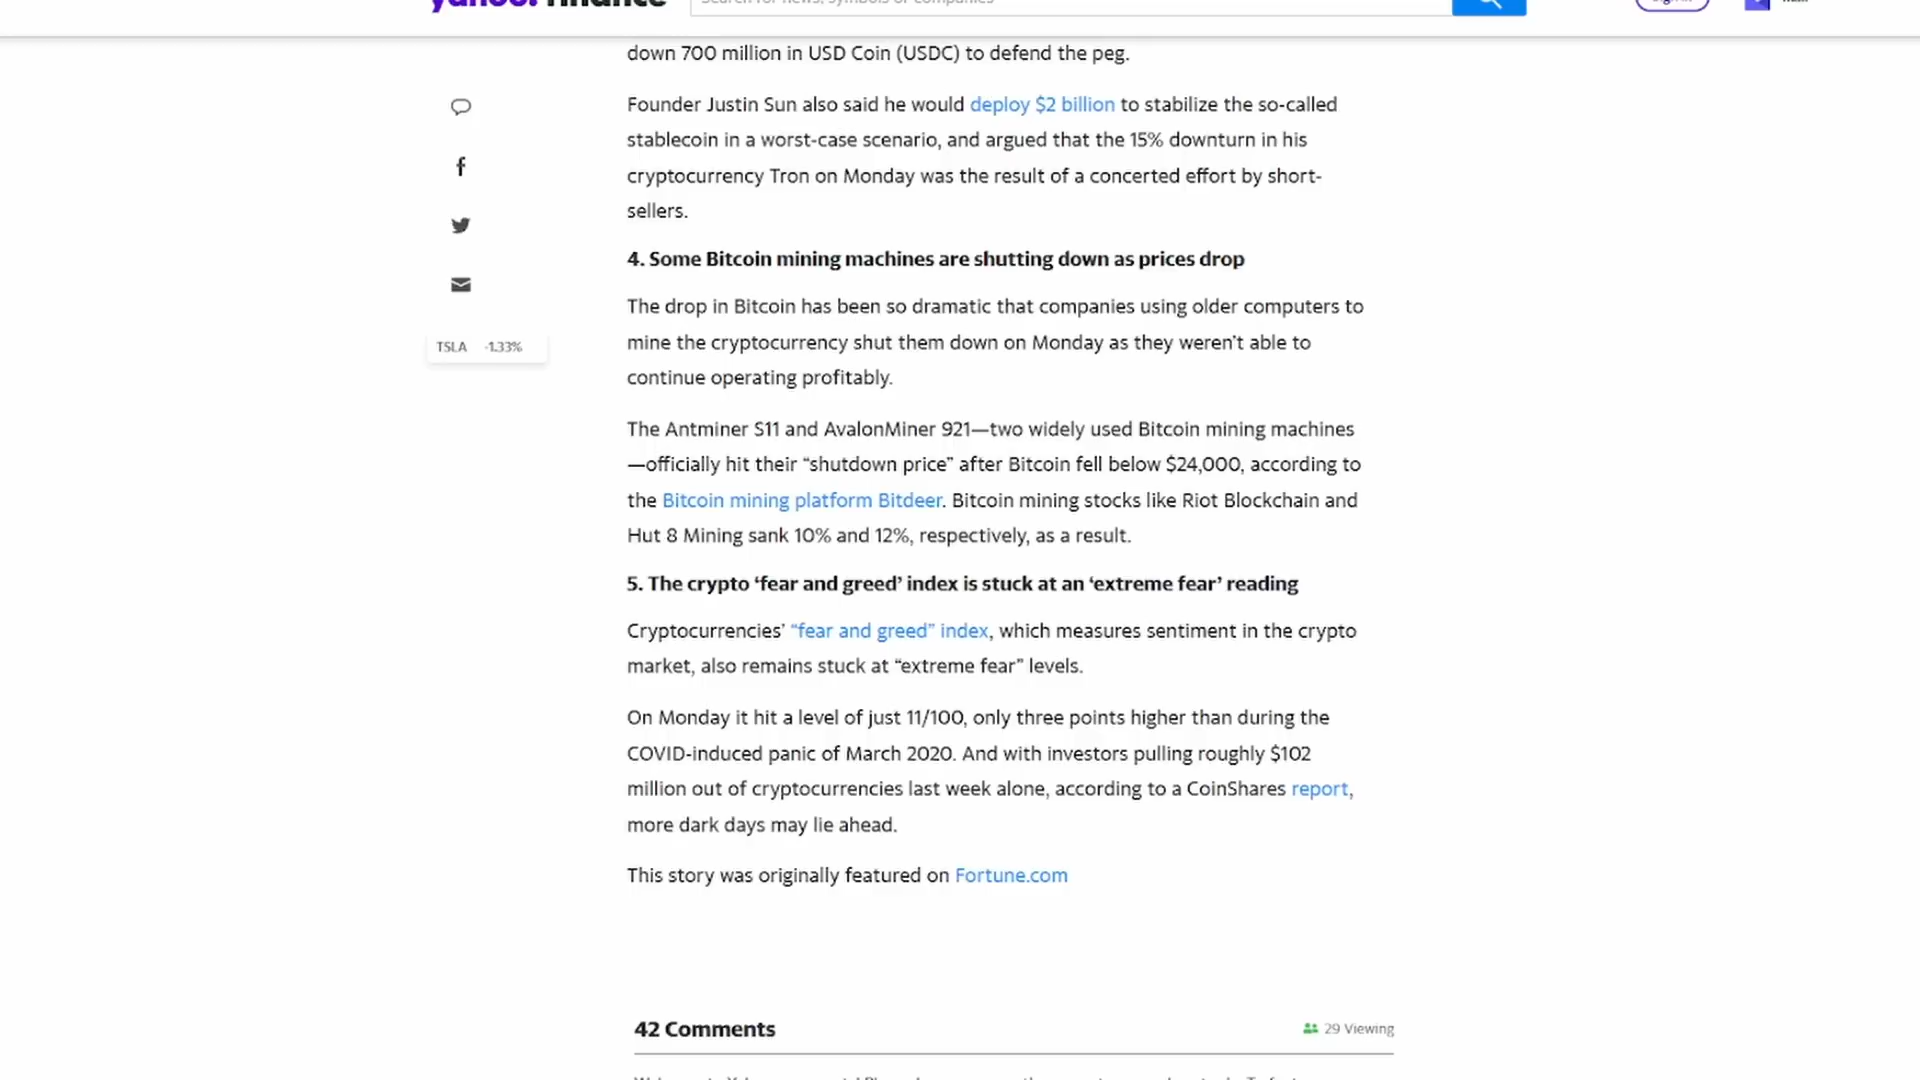 yahoo! finance
Search for news, symbols or companies
down 700 million in USD Coin (USDC) to defend the peg.
Founder Justin Sun also said he would deploy $2 billion to stabilize the so-called
stablecoin in a worst-case scenario, and argued that the 15% downturn in his
cryptocurrency Tron on Monday was the result of a concerted effort by short-
sellers.
4. Some Bitcoin mining machines are shutting down as prices drop
TSLA -1.33%
The drop in Bitcoin has been so dramatic that companies using older computers to
mine the cryptocurrency shut them down on Monday as they weren't able to
continue operating profitably.
The Antminer S11 and AvalonMiner 921—two widely used Bitcoin mining machines
—officially hit their “shutdown price” after Bitcoin fell below $24,000, according to
the Bitcoin mining platform Bitdeer. Bitcoin mining stocks like Riot Blockchain and
Hut 8 Mining sank 10% and 12%, respectively, as a result.
5. The crypto ‘fear and greed’ index is stuck at an ‘extreme fear’ reading
Cryptocurrencies’ “fear and greed” index, which measures sentiment in the crypto
market, also remains stuck at “extreme fear” levels.
On Monday it hit a level of just 11/100, only three points higher than during the
COVID-induced panic of March 2020. And with investors pulling roughly $102
million out of cryptocurrencies last week alone, according to a CoinShares report,
more dark days may lie ahead.
This story was originally featured on Fortune.com
42 Comments
29 Viewing